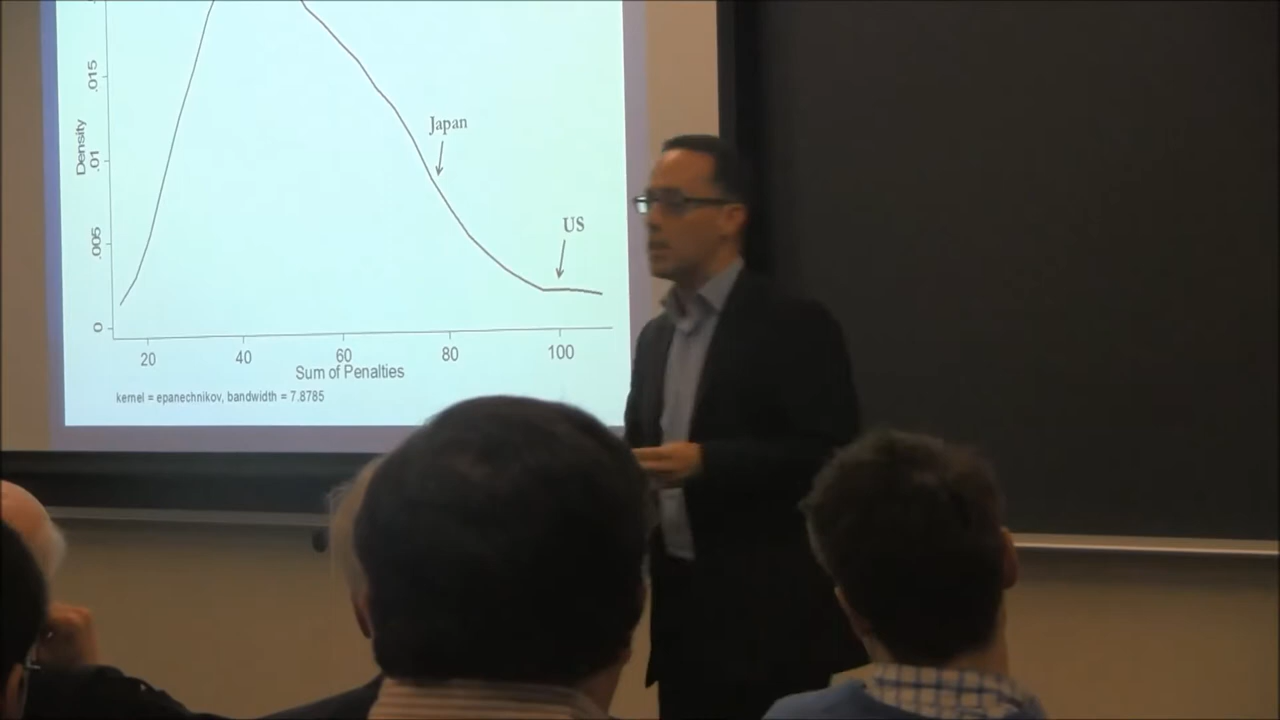 .015
Japan
Density
.01
US
.005
0
20 40 60 80 100
Sum of Penalties
kernel = epanechnikov, bandwidth = 7.8785